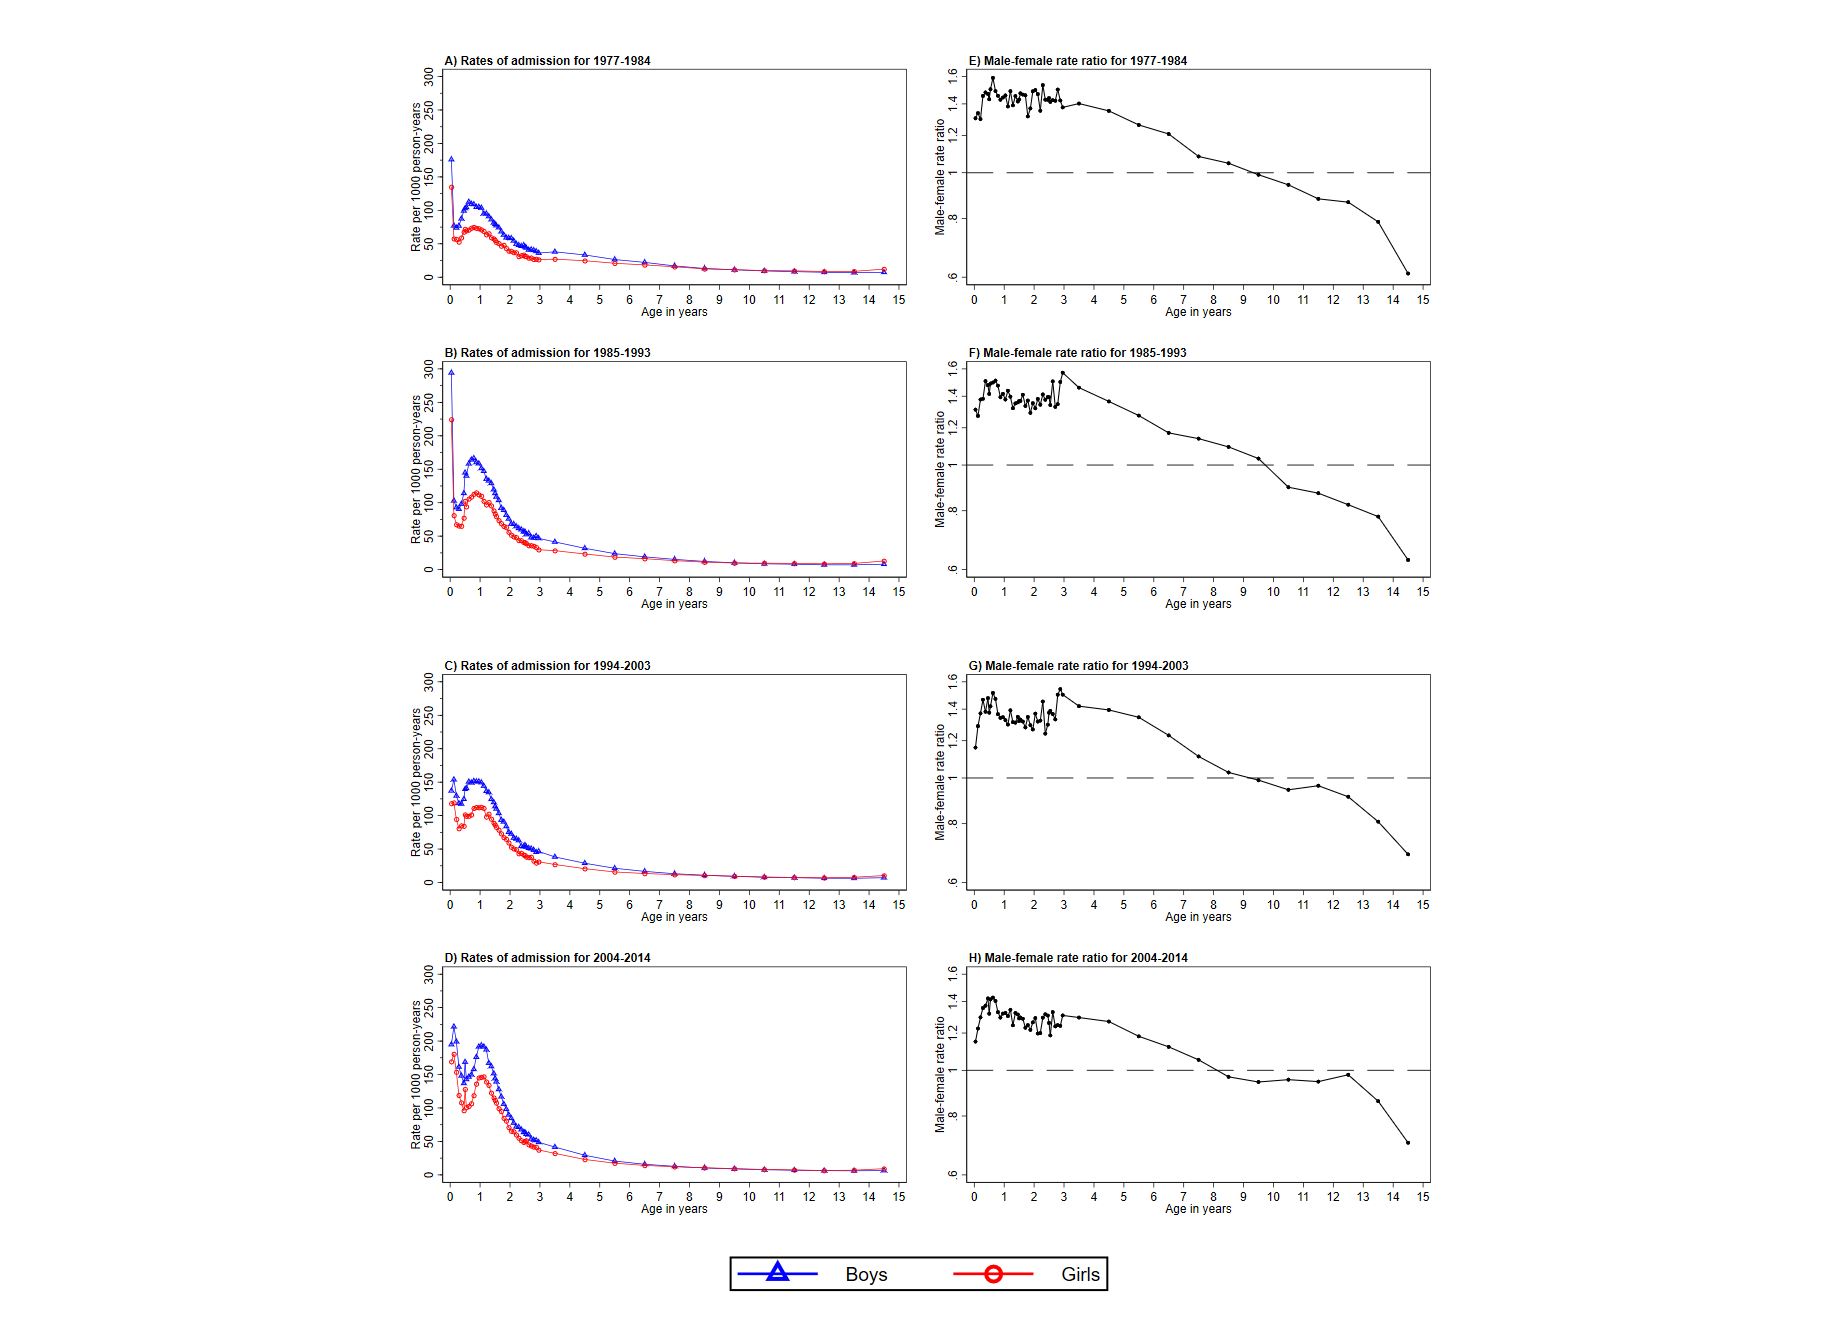 A) Rates of admission for 1977-1984
Rate per 1000 person-years
0 50 100 150 200 250 300
0 1 2 3 4 5 6 7 8 9 10 11 12 13 14 15
Age in years
E) Male-female rate ratio for 1977-1984
Male-female rate ratio
.6 .8 1 1.2 1.4 1.6
0 1 2 3 4 5 6 7 8 9 10 11 12 13 14 15
Age in years
B) Rates of admission for 1985-1993
Rate per 1000 person-years
0 50 100 150 200 250 300
0 1 2 3 4 5 6 7 8 9 10 11 12 13 14 15
Age in years
F) Male-female rate ratio for 1985-1993
Male-female rate ratio
.6 .8 1 1.2 1.4 1.6
0 1 2 3 4 5 6 7 8 9 10 11 12 13 14 15
Age in years
C) Rates of admission for 1994-2003
Rate per 1000 person-years
0 50 100 150 200 250 300
0 1 2 3 4 5 6 7 8 9 10 11 12 13 14 15
Age in years
G) Male-female rate ratio for 1994-2003
Male-female rate ratio
.6 .8 1 1.2 1.4 1.6
0 1 2 3 4 5 6 7 8 9 10 11 12 13 14 15
Age in years
D) Rates of admission for 2004-2014
Rate per 1000 person-years
0 50 100 150 200 250 300
0 1 2 3 4 5 6 7 8 9 10 11 12 13 14 15
Age in years
H) Male-female rate ratio for 2004-2014
Male-female rate ratio
.6 .8 1 1.2 1.4 1.6
0 1 2 3 4 5 6 7 8 9 10 11 12 13 14 15
Age in years
Boys Girls